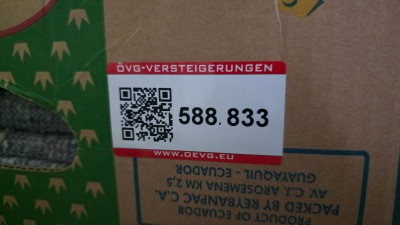 ÖVG-VERSTEIGERUNGEN
588.833
WWW.OEVG.EU
PRODUCT OF ECUADOR
PACKED BY REYBANPAC C.A.
AV. C.J. AROSEMENA KM 2,5
GUAYAQUIL - ECUADOR